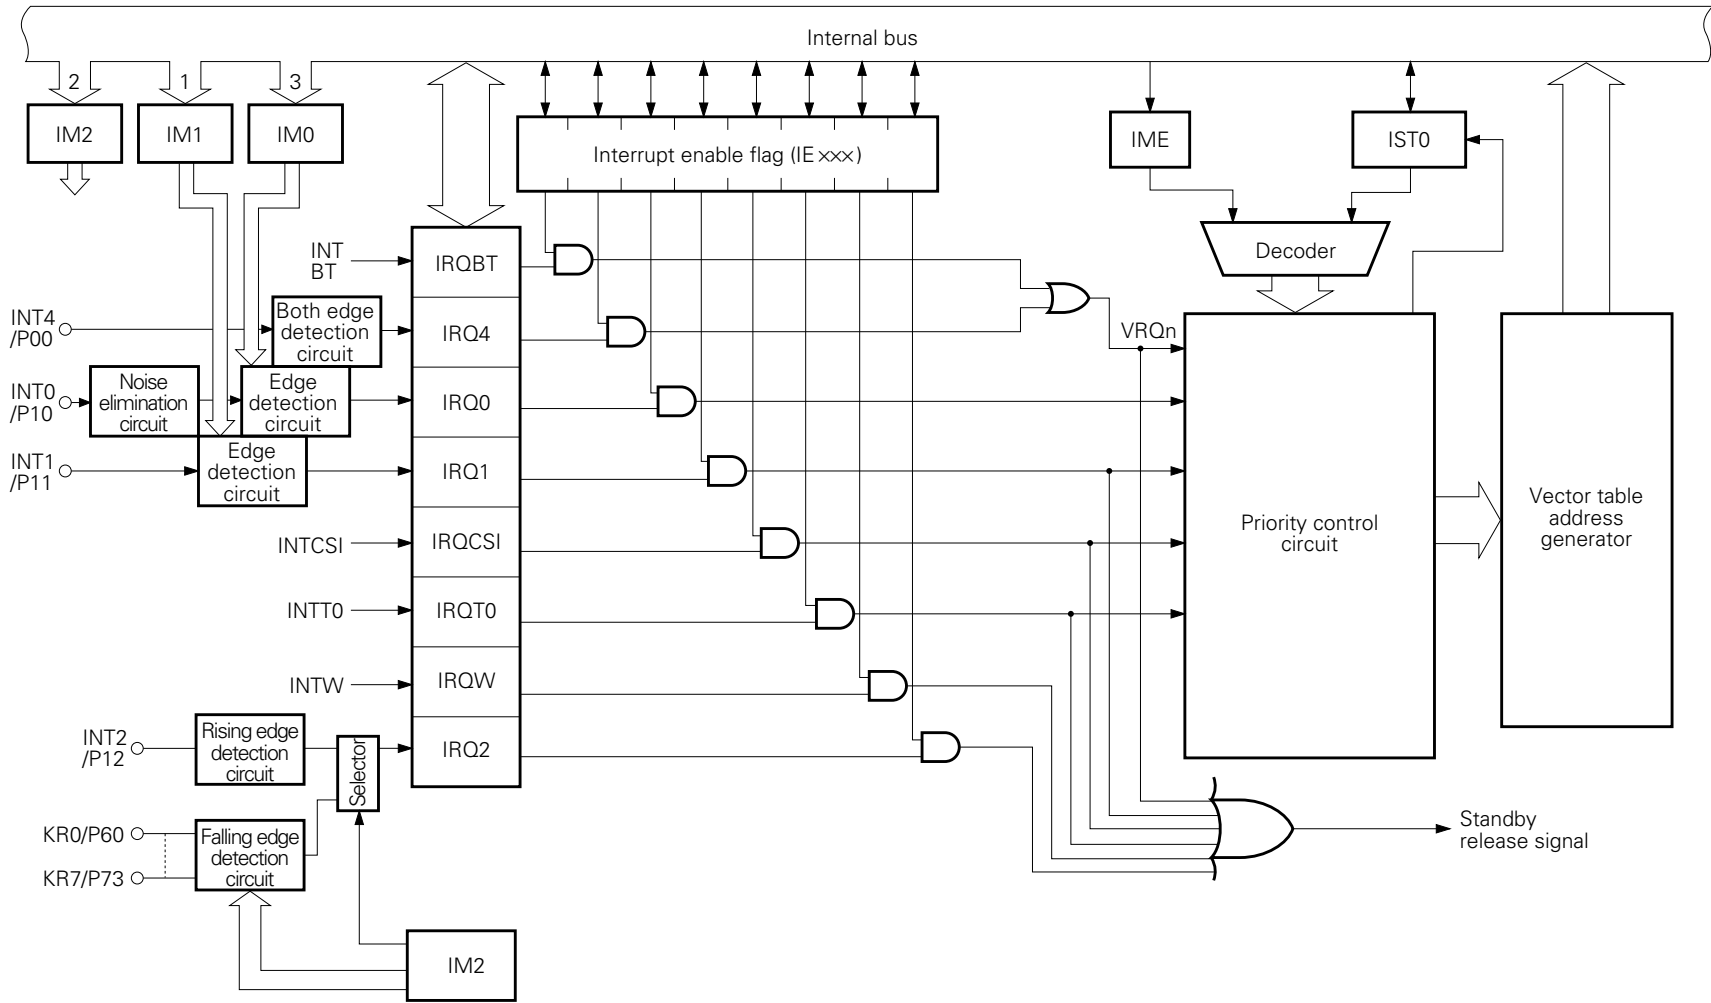 Internal bus
2
1
3
IM2
IM1
IM0
Interrupt enable flag (IE×××)
IME
IST0
Decoder
INT
BT
IRQBT
INT4
/P00
Both edge
detection
circuit
IRQ4
VRQn
INT0
/P10
Noise
elimination
circuit
Edge
detection
circuit
IRQ0
INT1
/P11
Edge
detection
circuit
IRQ1
INTCSI
IRQCSI
Priority control
circuit
Vector table
address
generator
INTT0
IRQT0
INTW
IRQW
INT2
/P12
Rising edge
detection
circuit
Selector
IRQ2
KR0/P60
KR7/P73
Falling edge
detection
circuit
Standby
release signal
IM2